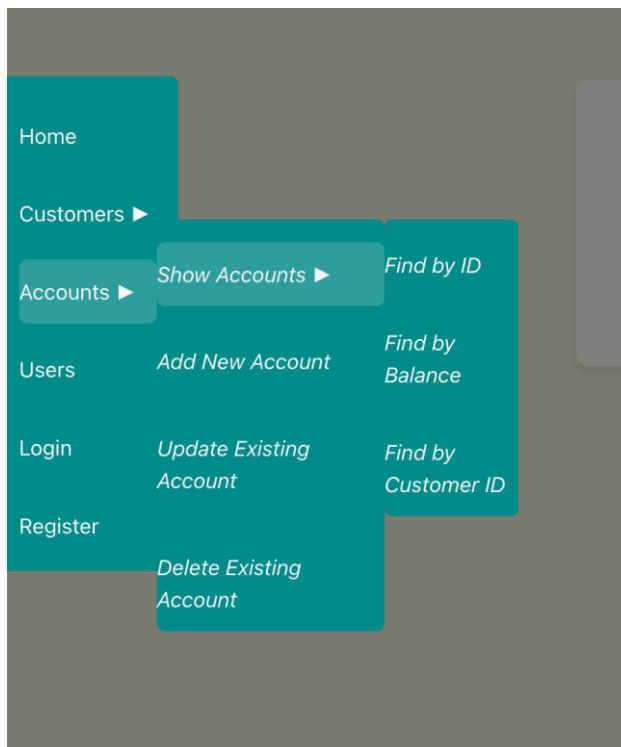 Home
Customers ▶
Accounts ▶
Users
Login
Register
Show Accounts ▶
Add New Account
Update Existing
Account
Delete Existing
Account
Find by ID
Find by
Balance
Find by
Customer ID